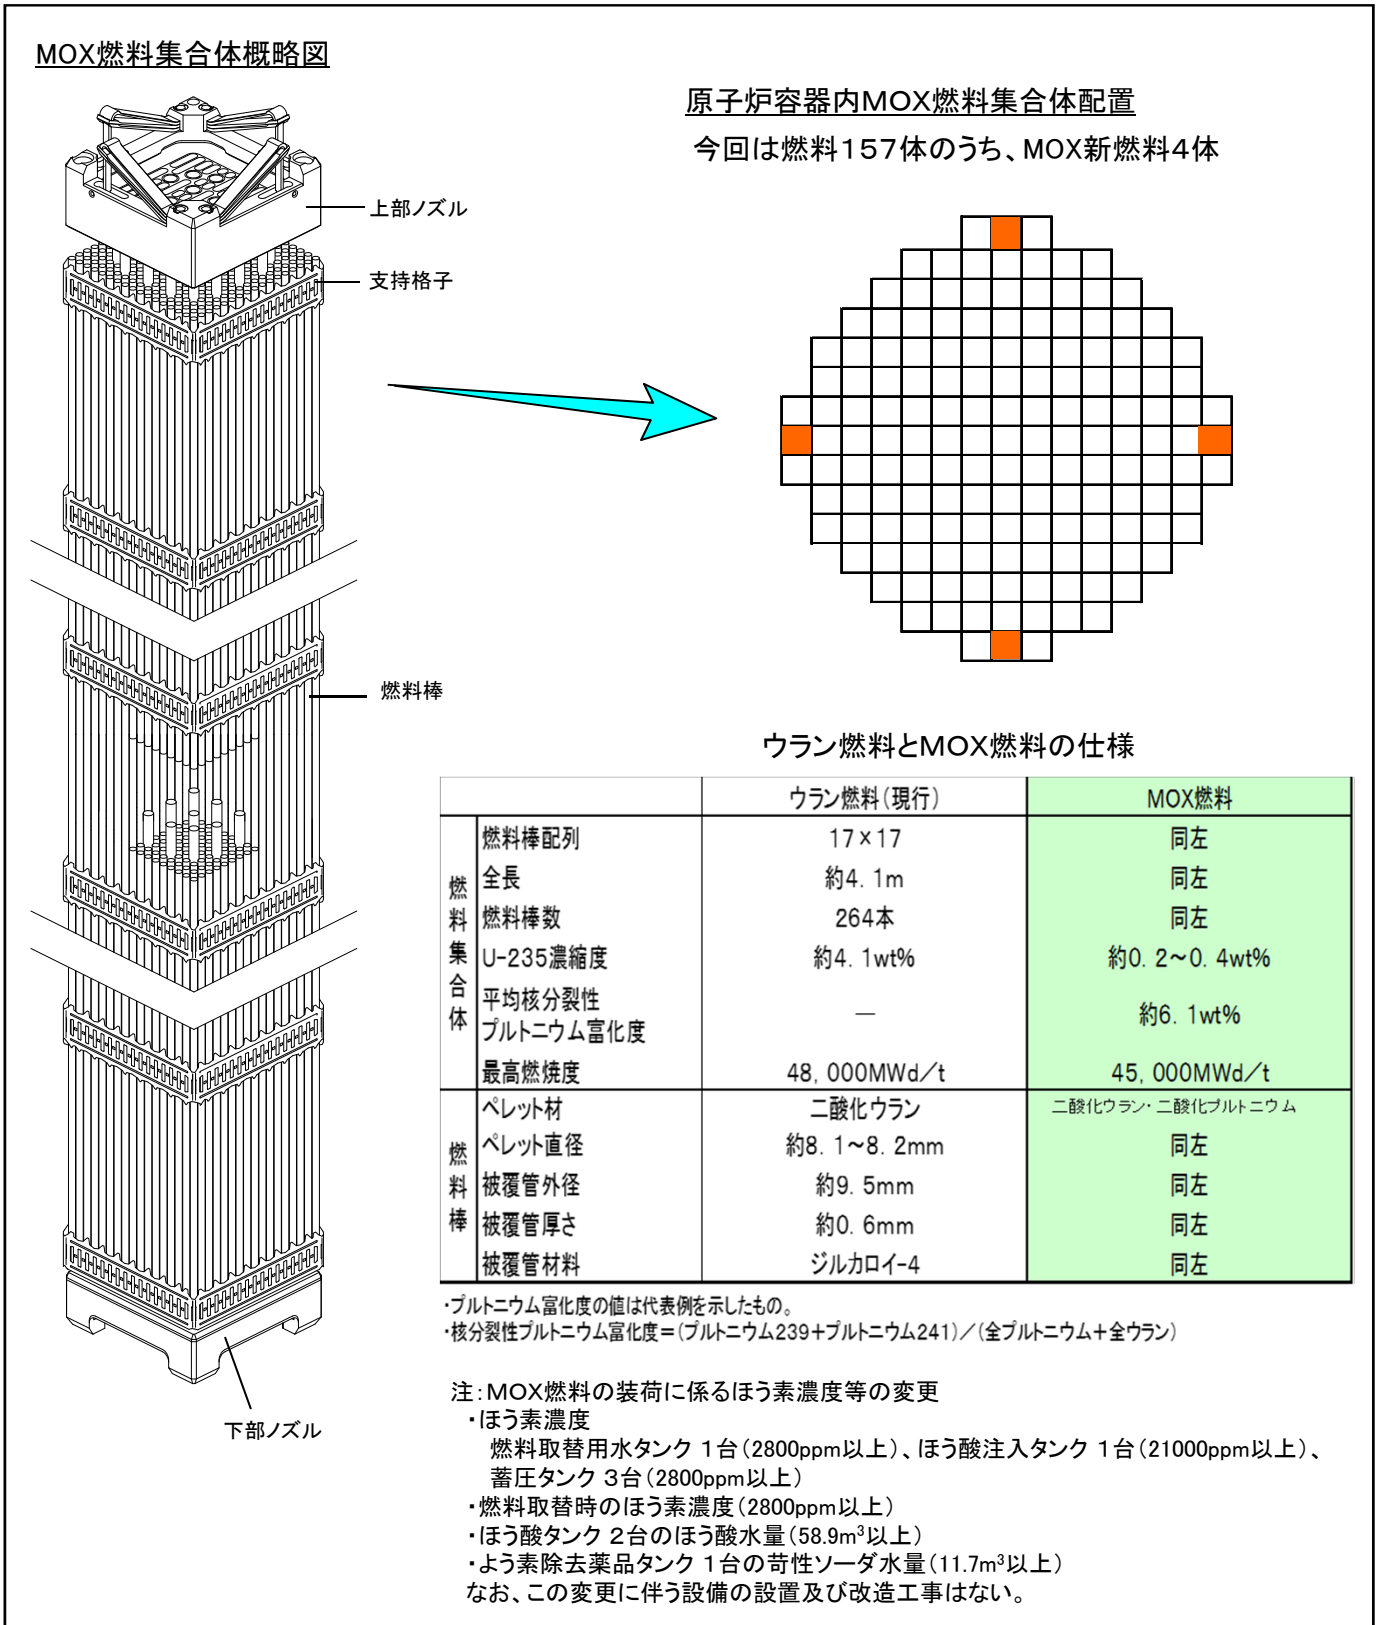 MOX燃料集合体概略図
原子炉容器内MOX燃料集合体配置
今回は燃料157体のうち、MOX新燃料4体
上部ノズル
支持格子
燃料棒
下部ノズル
ウラン燃料とMOX燃料の仕様
ウラン燃料(現行) MOX燃料
燃料集合体
燃料棒配列 17×17 同左
全長 約4.1m 同左
燃料棒数 264本 同左
U-235濃縮度 約4.1wt% 約0.2~0.4wt%
平均核分裂性
プルトニウム富化度 — 約6.1wt%
最高燃焼度 48,000MWd/t 45,000MWd/t
燃料棒
ペレット材 二酸化ウラン 二酸化ウラン・二酸化プルトニウム
ペレット直径 約8.1~8.2mm 同左
被覆管外径 約9.5mm 同左
被覆管厚さ 約0.6mm 同左
被覆管材料 ジルカロイ-4 同左
・プルトニウム富化度の値は代表例を示したもの。
・核分裂性プルトニウム富化度=(プルトニウム239+プルトニウム241)/(全プルトニウム+全ウラン)
注:MOX燃料の装荷に係るほう素濃度等の変更
・ほう素濃度
燃料取替用水タンク 1台(2800ppm以上)、ほう酸注入タンク 1台(21000ppm以上)、
蓄圧タンク 3台(2800ppm以上)
・燃料取替時のほう素濃度(2800ppm以上)
・ほう酸タンク 2台のほう酸水量(58.9m³以上)
・よう素除去薬品タンク 1台の苛性ソーダ水量(11.7m³以上)
なお、この変更に伴う設備の設置及び改造工事はない。